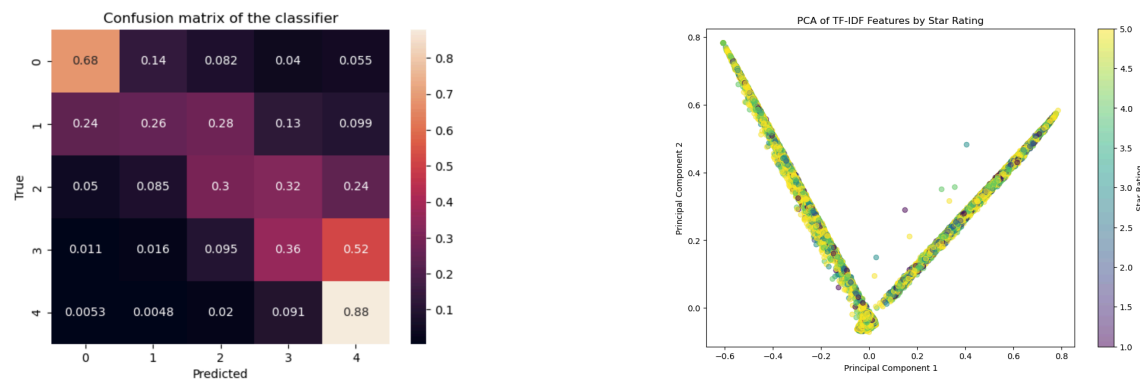 Confusion matrix of the classifier
0.68 0.14 0.082 0.04 0.055
0.24 0.26 0.28 0.13 0.099
0.05 0.085 0.3 0.32 0.24
0.011 0.016 0.095 0.36 0.52
0.0053 0.0048 0.02 0.091 0.88
0 1 2 3 4
Predicted
0 1 2 3 4
True
0.8
0.7
0.6
0.5
0.4
0.3
0.2
0.1
PCA of TF-IDF Features by Star Rating
0.8
0.6
0.4
0.2
0.0
Principal Component 2
−0.6 −0.4 −0.2 0.0 0.2 0.4 0.6 0.8
Principal Component 1
5.0
4.5
4.0
3.5
3.0
2.5
2.0
1.5
1.0
Star Rating